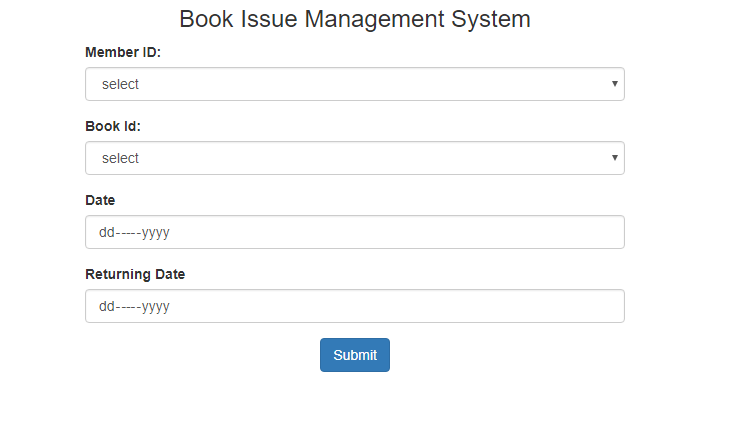 Book Issue Management System
Member ID:
select
Book Id:
select
Date
dd-----yyyy
Returning Date
dd-----yyyy
Submit